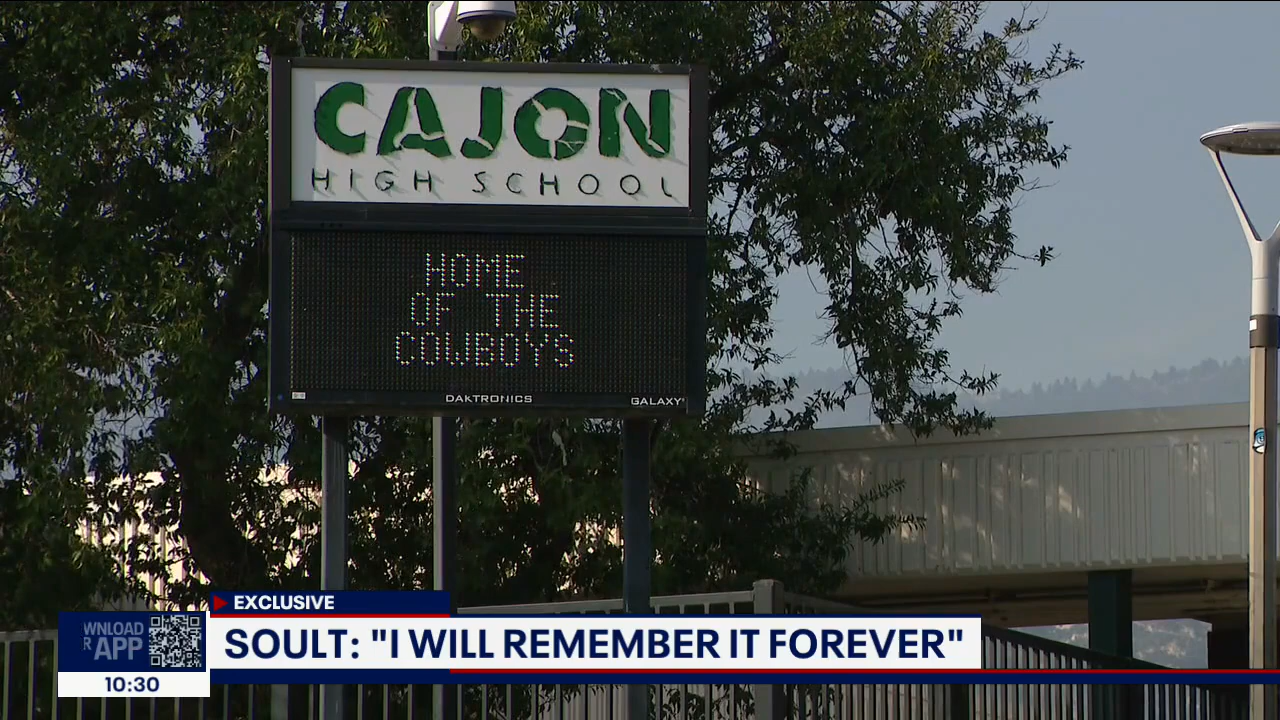 CAJON
HIGH SCHOOL
HOME
OF THE
COWBOYS
DAKTRONICS
GALAXY
EXCLUSIVE
WNLOAD
R APP
SOULT: "I WILL REMEMBER IT FOREVER"
10:30